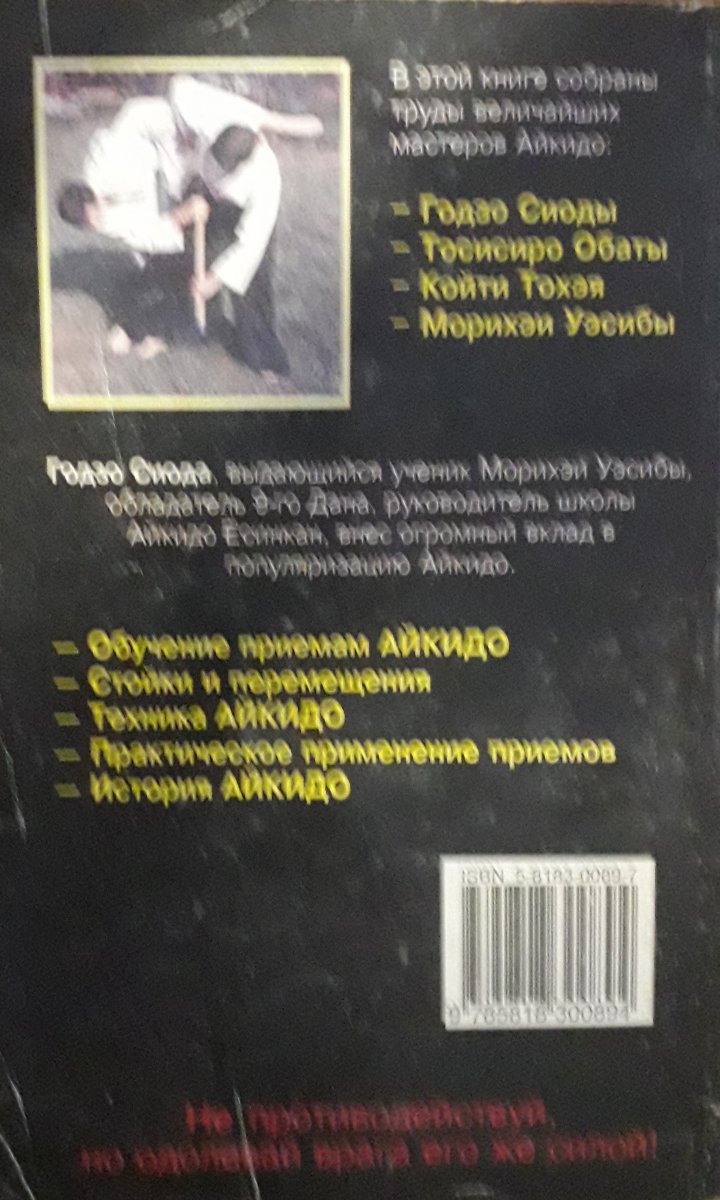 В этой книге собраны
труды величайших
мастеров Айкидо:
- Годзо Сиоды
- Тосисиро Обаты
- Койти Тохэя
- Морихэи Уэсибы
Годзо Сиода, выдающийся ученик Морихэй Уэсибы,
обладатель 9-го Дана, руководитель школы
Айкидо Ёсинкан, внес огромный вклад в
популяризацию Айкидо.
- Обучение приемам АЙКИДО
- Стойки и перемещения
- Техника АЙКИДО
- Практическое применение приемов
- История АЙКИДО
ISBN 5-8183-0089-7
9 785818 300894
Не противодействуй,
но одолевай врага его же силой!